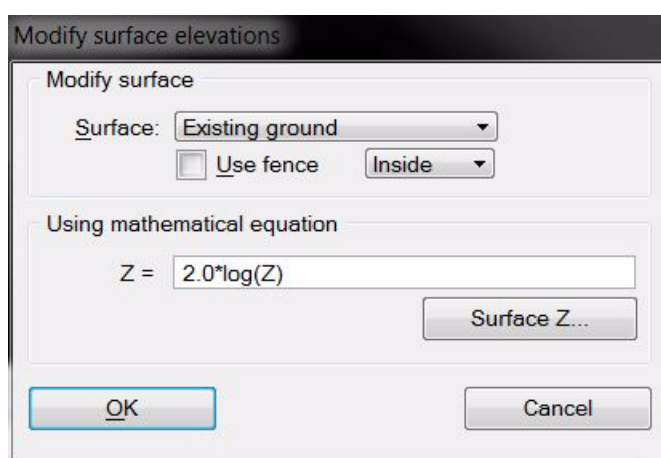 Modify surface elevations
Modify surface
Surface: Existing ground
Use fence Inside
Using mathematical equation
Z = 2.0*log(Z)
Surface Z...
OK Cancel